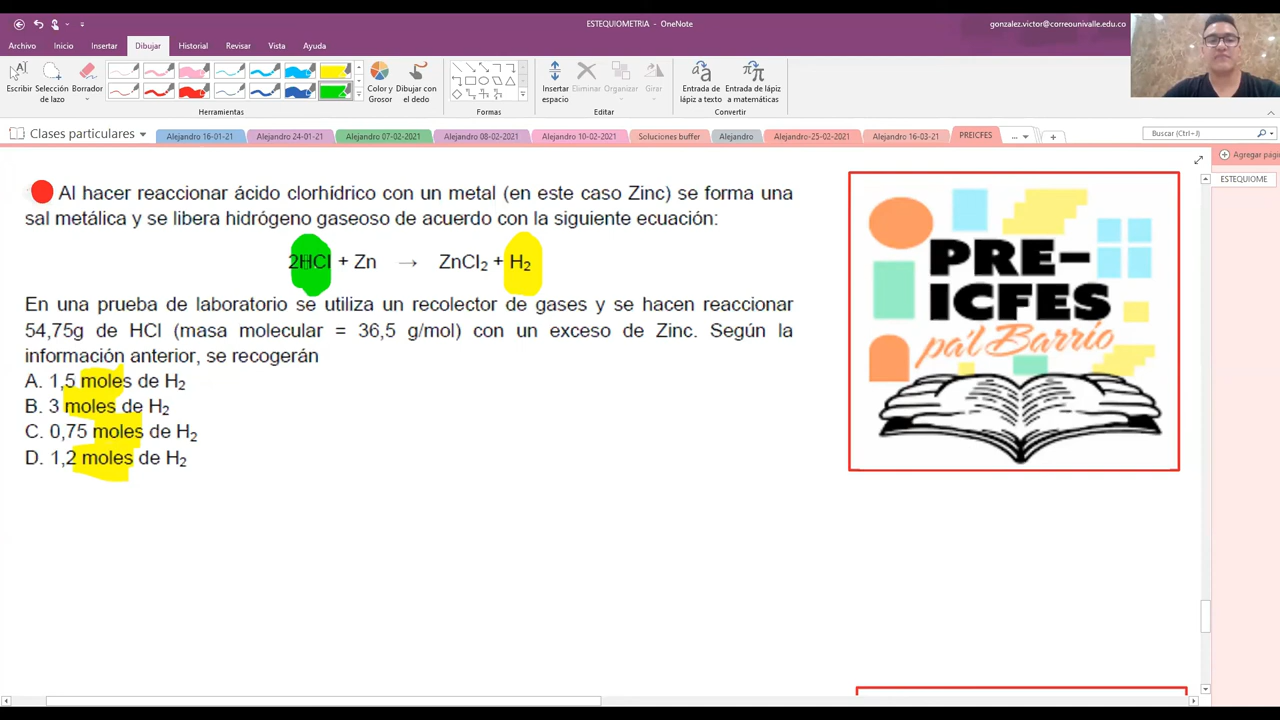 ESTEQUIOMETRIA - OneNote
gonzalez.victor@correounivalle.edu.co
Archivo Inicio Insertar Dibujar Historial Revisar Vista Ayuda
Escribir Selección de lazo Borrador Color y Grosor Dibujar con el dedo Insertar espacio Eliminar Organizar Girar Entrada de lápiz a texto Entrada de lápiz a matemáticas
Herramientas Formas Editar Convertir
Clases particulares Alejandro 16-01-21 Alejandro 24-01-21 Alejandro 07-02-2021 Alejandro 08-02-2021 Alejandro 10-02-2021 Soluciones buffer Alejandro Alejandro-25-02-2021 Alejandro 16-03-21 PREICFES ... Buscar (Ctrl+J)
Agregar pági
ESTEQUIOME
Al hacer reaccionar ácido clorhídrico con un metal (en este caso Zinc) se forma una
sal metálica y se libera hidrógeno gaseoso de acuerdo con la siguiente ecuación:
2HCl + Zn → ZnCl₂ + H₂
En una prueba de laboratorio se utiliza un recolector de gases y se hacen reaccionar
54,75g de HCl (masa molecular = 36,5 g/mol) con un exceso de Zinc. Según la
información anterior, se recogerán
A. 1,5 moles de H₂
B. 3 moles de H₂
C. 0,75 moles de H₂
D. 1,2 moles de H₂
PRE-
ICFES
pa'l Barrio